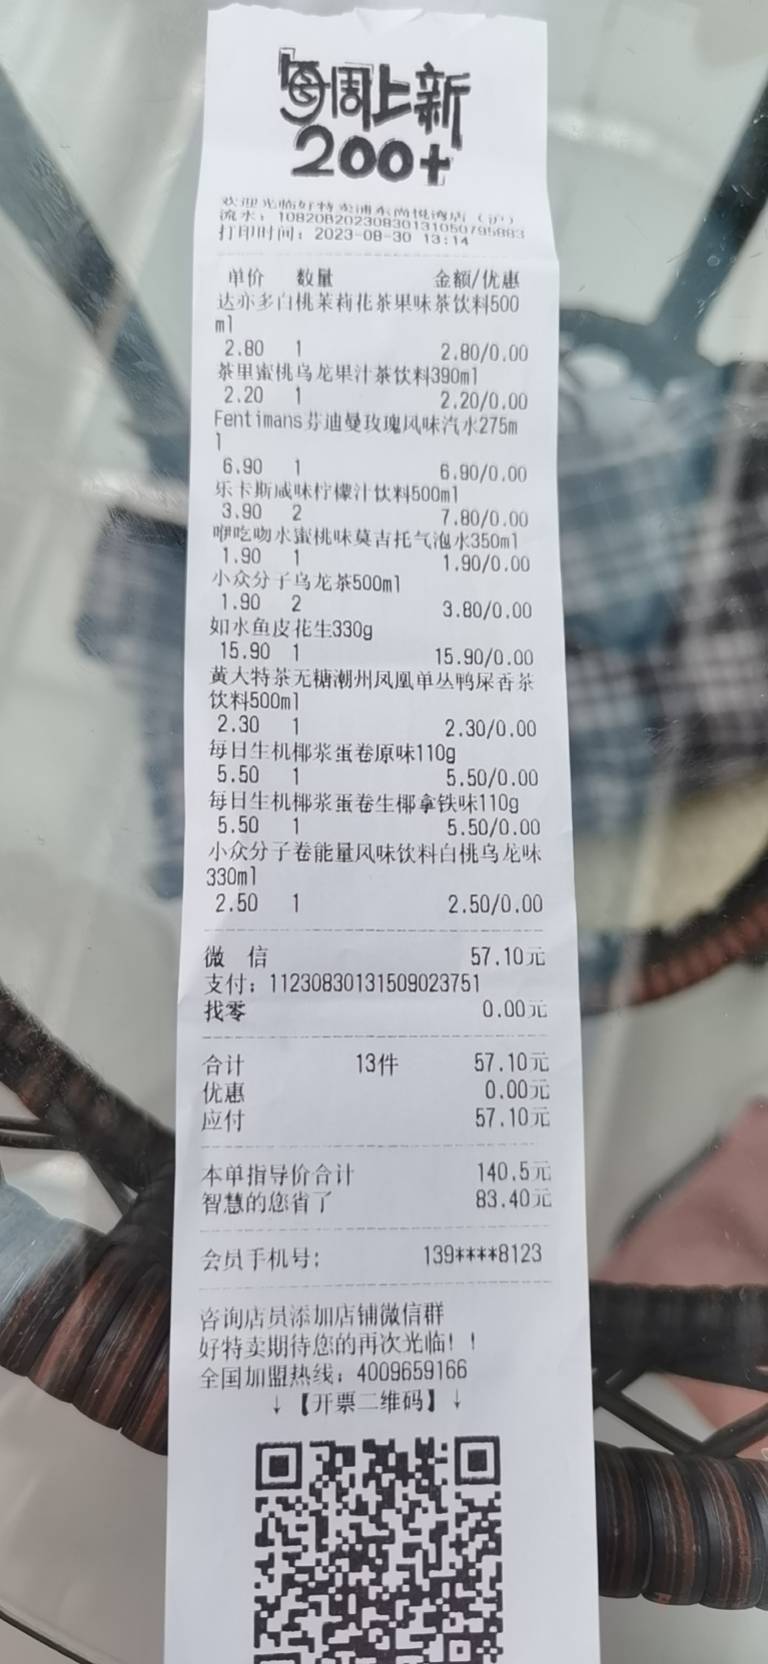 每周上新
200+
欢迎光临好特卖浦东尚悦湾店(沪)
流水: 10820B20230830131050795883
打印时间: 2023-08-30 13:14
单价 数量 金额/优惠
达亦多白桃茉莉花茶果味茶饮料500
ml
2.80 1 2.80/0.00
茶里蜜桃乌龙果汁茶饮料390ml
2.20 1 2.20/0.00
Fentimans芬迪曼玫瑰风味汽水275m
l
6.90 1 6.90/0.00
乐卡斯咸味柠檬汁饮料500ml
3.90 2 7.80/0.00
咿吃吻水蜜桃味莫吉托气泡水350ml
1.90 1 1.90/0.00
小众分子乌龙茶500ml
1.90 2 3.80/0.00
如水鱼皮花生330g
15.90 1 15.90/0.00
黄大特茶无糖潮州凤凰单丛鸭屎香茶
饮料500ml
2.30 1 2.30/0.00
每日生机椰浆蛋卷原味110g
5.50 1 5.50/0.00
每日生机椰浆蛋卷生椰拿铁味110g
5.50 1 5.50/0.00
小众分子卷能量风味饮料白桃乌龙味
330ml
2.50 1 2.50/0.00
微 信 57.10元
支付: 11230830131509023751
找零 0.00元
合计 13件 57.10元
优惠 0.00元
应付 57.10元
本单指导价合计 140.5元
智慧的您省了 83.40元
会员手机号: 139****8123
咨询店员添加店铺微信群
好特卖期待您的再次光临!!
全国加盟热线: 4009659166
↓【开票二维码】↓